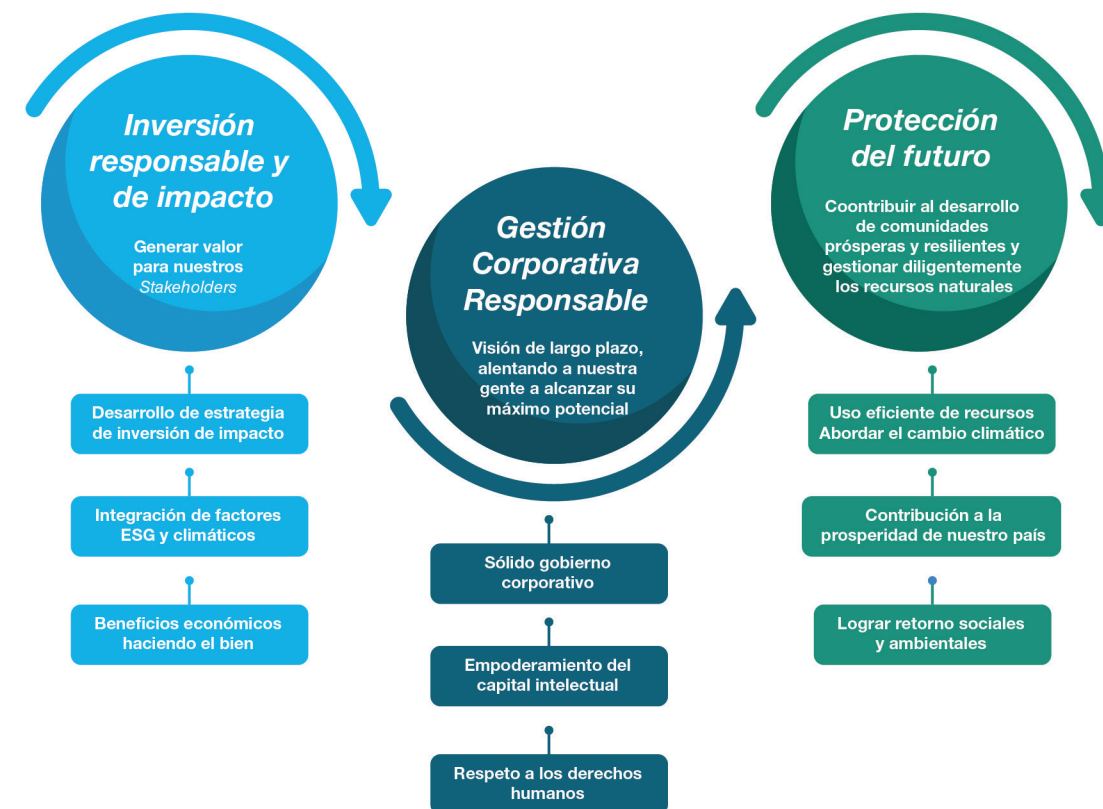 Inversión
responsable y
de impacto
Generar valor
para nuestros
Stakeholders
Desarrollo de estrategia
de inversión de impacto
Integración de factores
ESG y climáticos
Beneficios económicos
haciendo el bien
Gestión
Corporativa
Responsable
Visión de largo plazo,
alentando a nuestra
gente a alcanzar su
máximo potencial
Sólido gobierno
corporativo
Empoderamiento del
capital intelectual
Respeto a los derechos
humanos
Protección
del futuro
Coontribuir al desarrollo
de comunidades
prósperas y resilientes y
gestionar diligentemente
los recursos naturales
Uso eficiente de recursos
Abordar el cambio climático
Contribución a la
prosperidad de nuestro país
Lograr retorno sociales
y ambientales